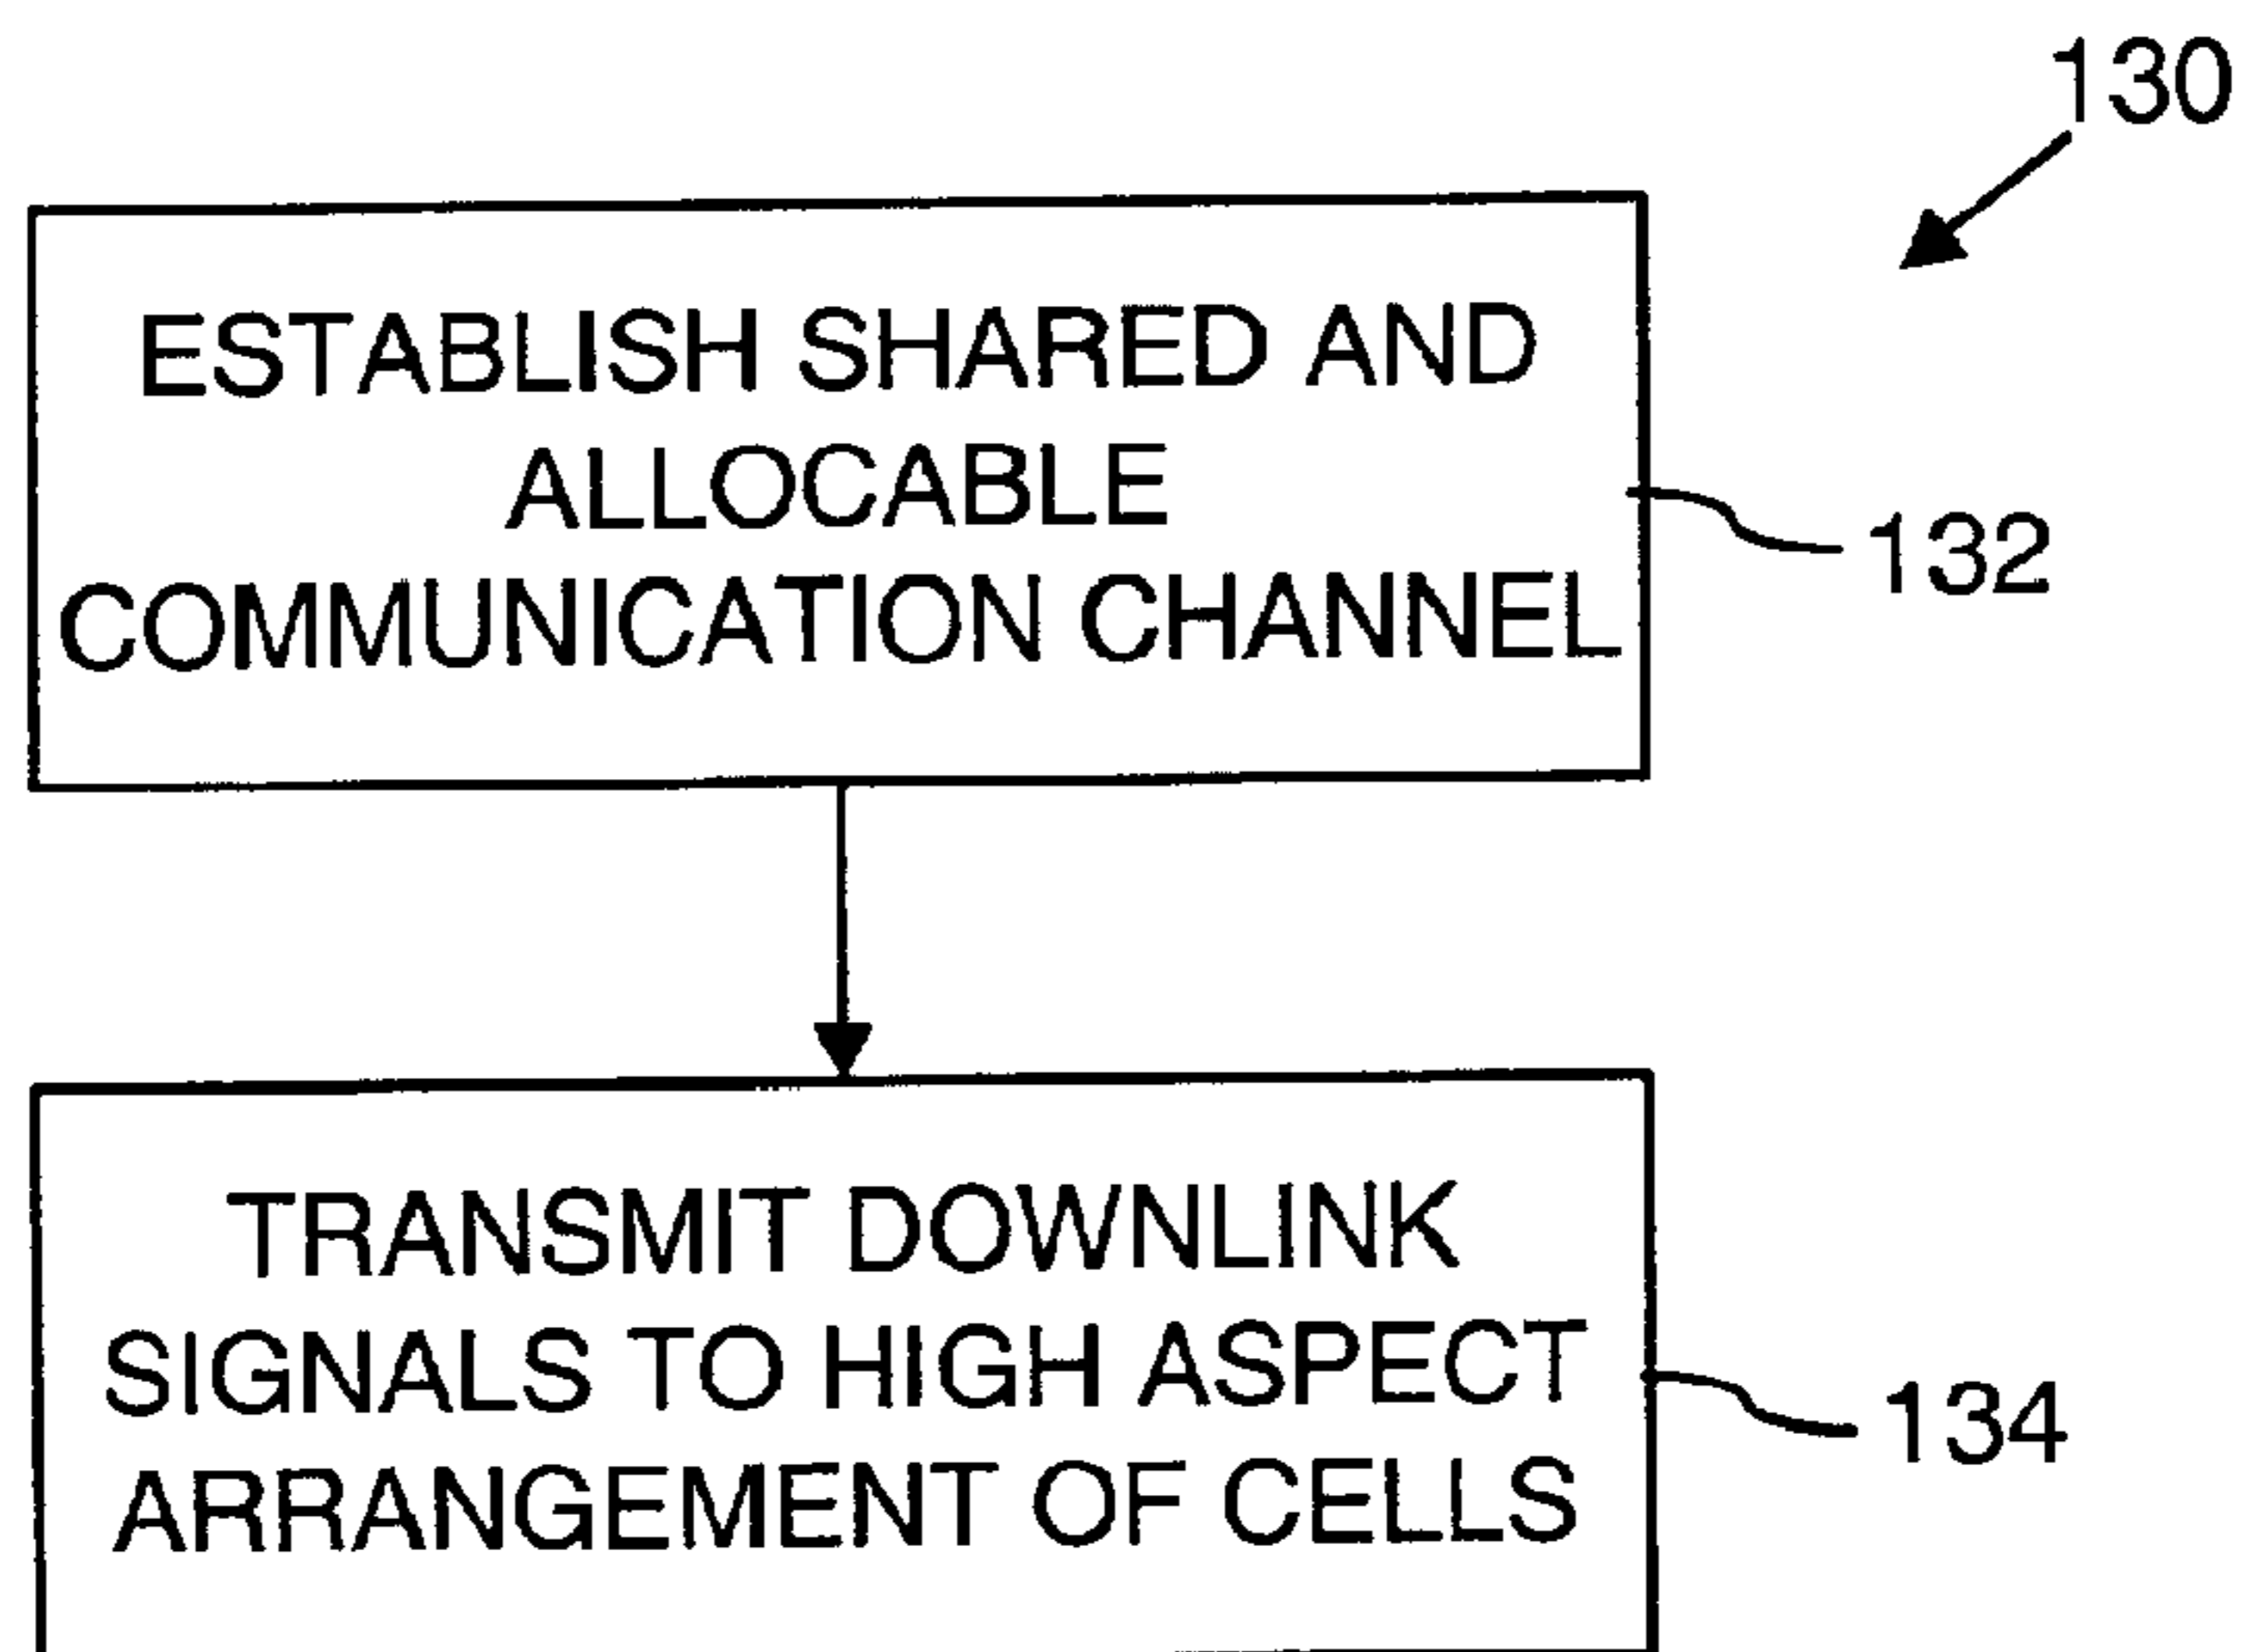 130
ESTABLISH SHARED AND
ALLOCABLE
COMMUNICATION CHANNEL
132
TRANSMIT DOWNLINK
SIGNALS TO HIGH ASPECT
ARRANGEMENT OF CELLS
134